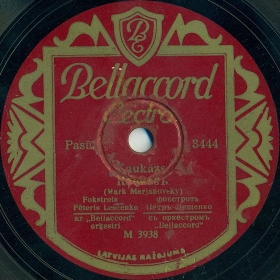 B
Bellaccord
Electro
3444
(Mark Marjanovsky)
Fokstrots Фокстротъ
Pēteris Leščenko Петръ Лещенко
ar „Bellaccord" съ оркестромъ
orķestri „Bellaccord"
M 3938
LATVIJAS RAŽOJUMS